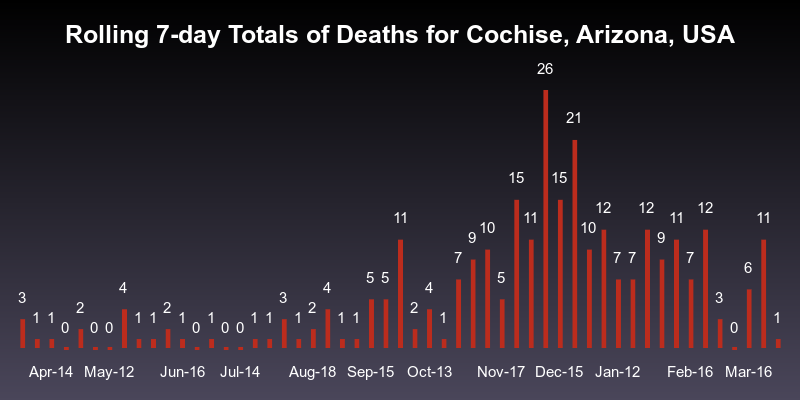 Rolling 7-day Totals of Deaths for Cochise, Arizona, USA
26
21
15 15
12 12 12
11 11 11 11
10 10
9 9
7 7 7 7
6
5 5 5
4 4 4
3 3 3
2 2 2 2
1 1 1 1 1 1 1 1 1 1 1 1 1
0 0 0 0 0 0 0
Apr-14 May-12 Jun-16 Jul-14 Aug-18 Sep-15 Oct-13 Nov-17 Dec-15 Jan-12 Feb-16 Mar-16